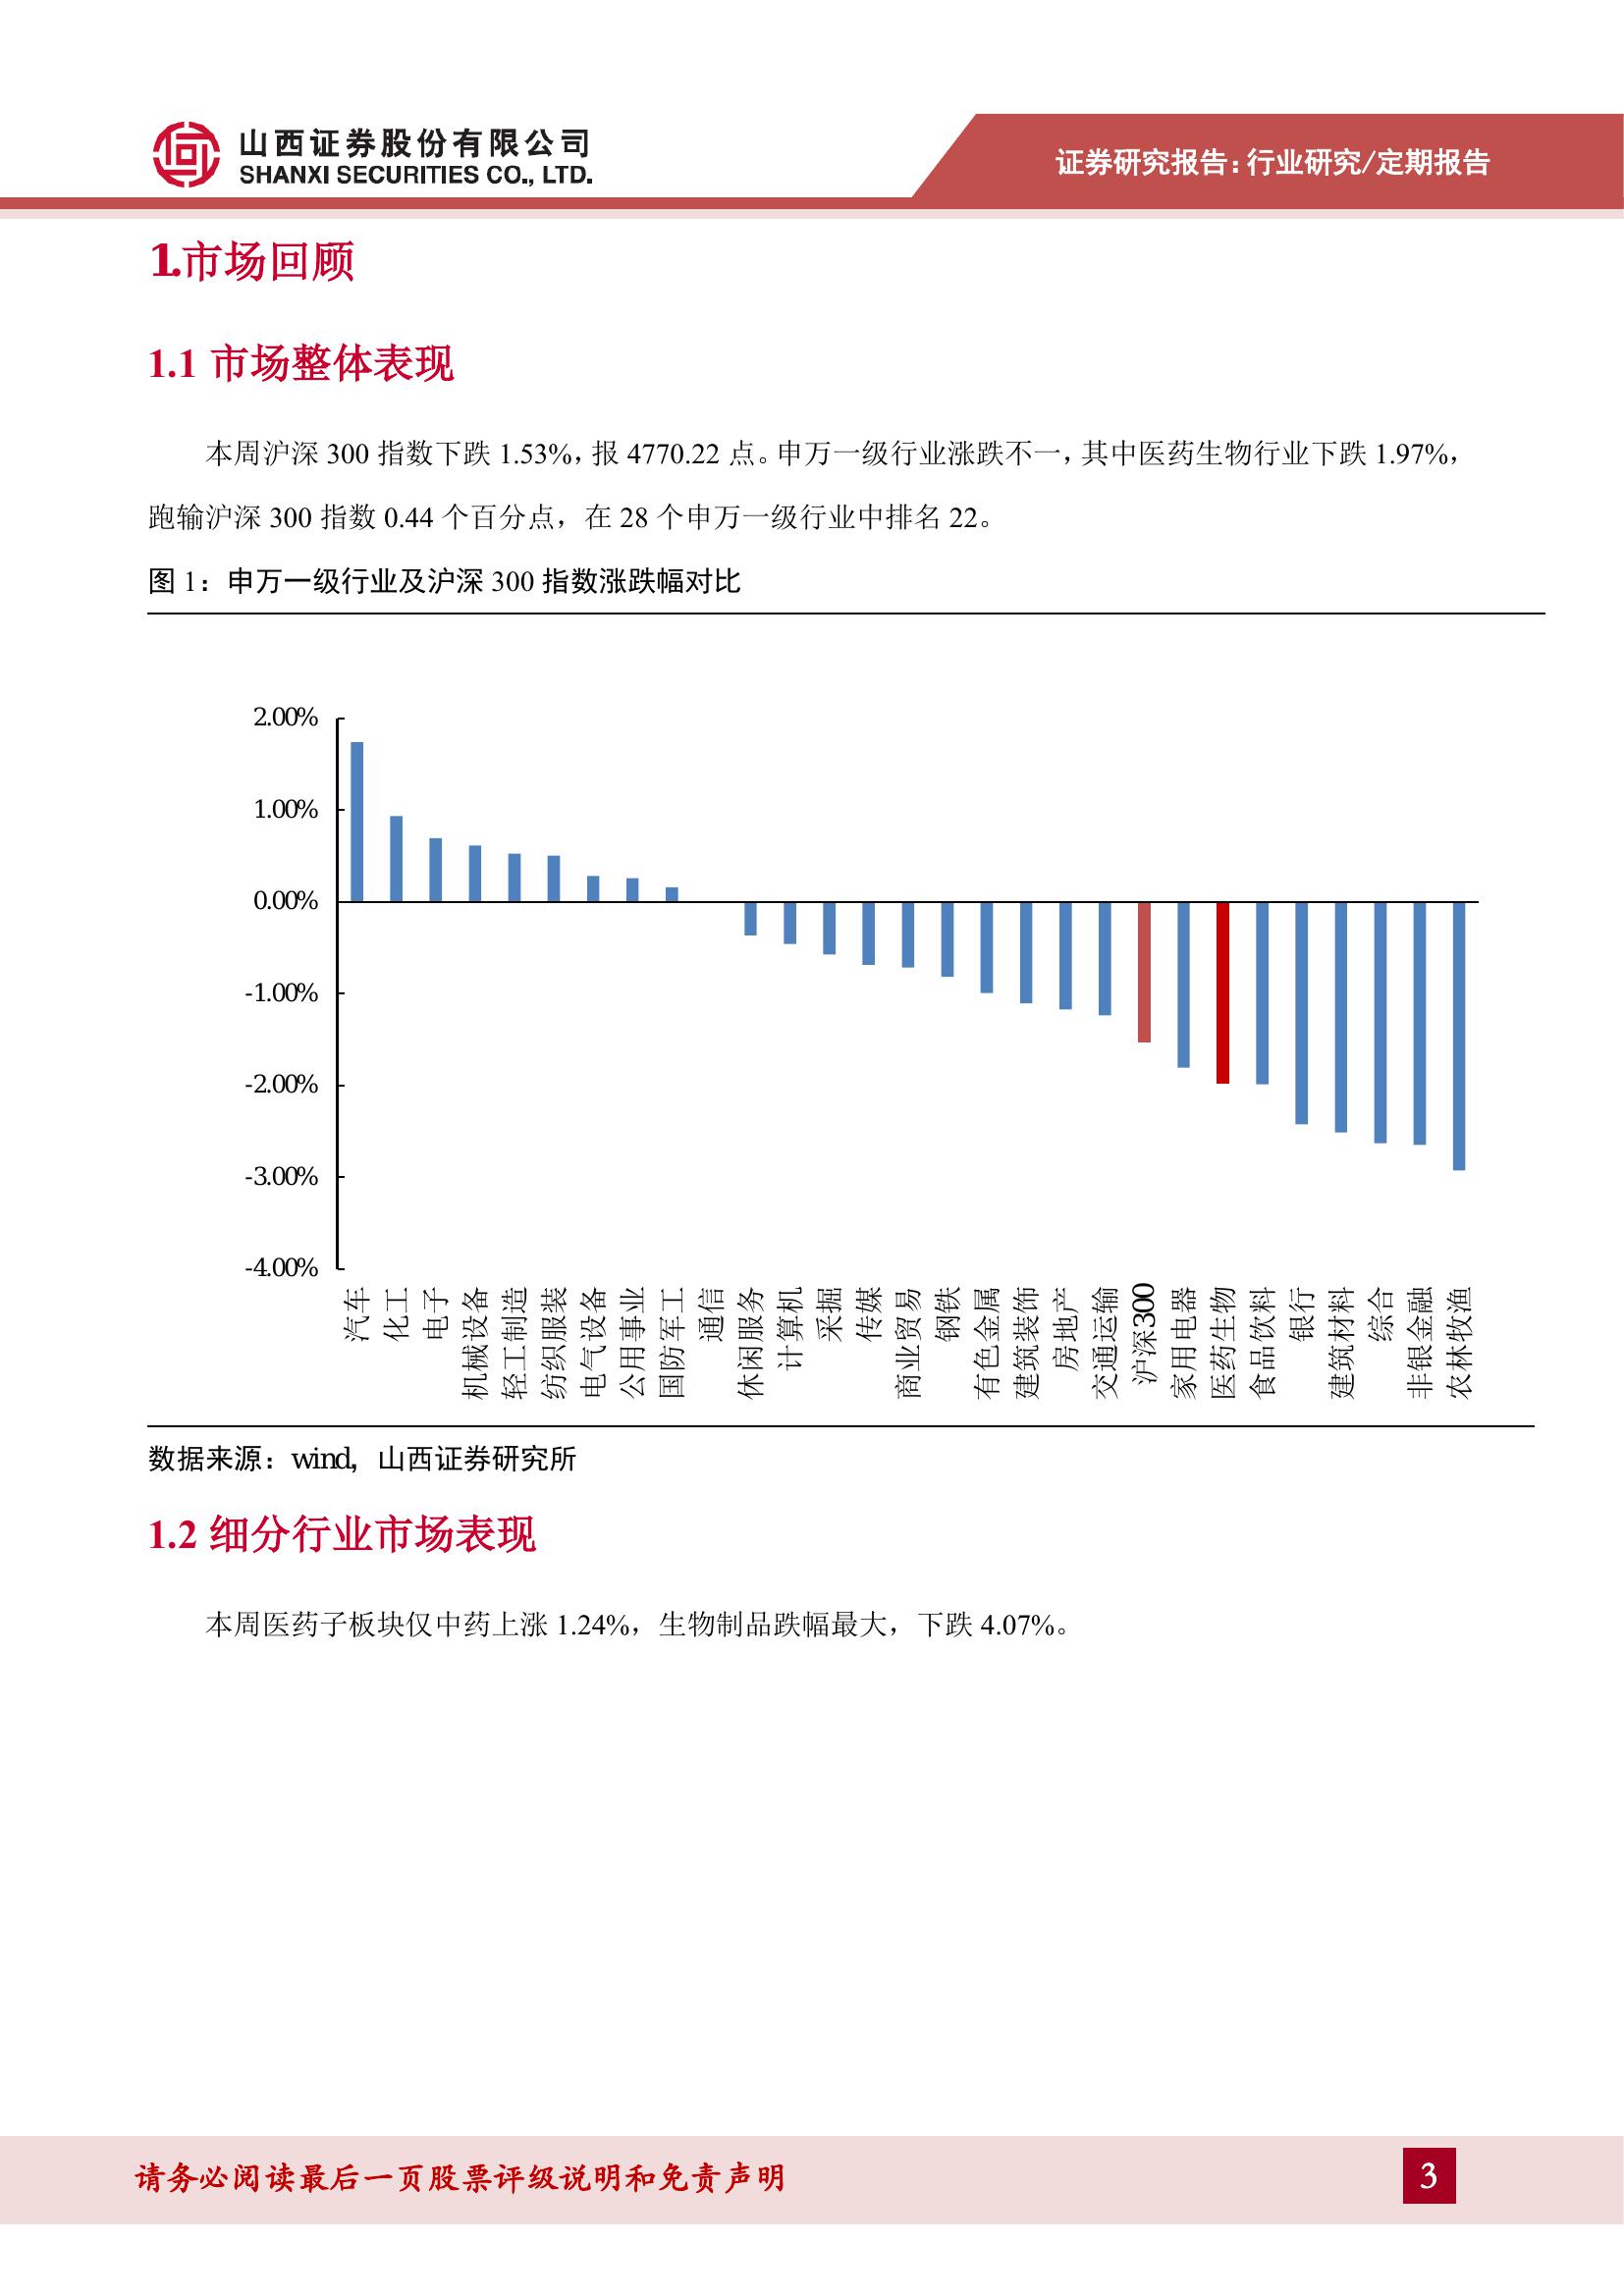 山西证券股份有限公司
SHANXI SECURITIES CO., LTD.
证券研究报告:行业研究/定期报告
1.市场回顾
1.1 市场整体表现
本周沪深 300 指数下跌 1.53%，报 4770.22 点。申万一级行业涨跌不一，其中医药生物行业下跌 1.97%，
跑输沪深 300 指数 0.44 个百分点，在 28 个申万一级行业中排名 22。
图 1：申万一级行业及沪深 300 指数涨跌幅对比
2.00%
1.00%
0.00%
-1.00%
-2.00%
-3.00%
-4.00%
汽车
化工
电子
机械设备
轻工制造
纺织服装
电气设备
公用事业
国防军工
通信
休闲服务
计算机
采掘
传媒
商业贸易
钢铁
有色金属
建筑装饰
房地产
交通运输
沪深300
家用电器
医药生物
食品饮料
银行
建筑材料
综合
非银金融
农林牧渔
数据来源：wind，山西证券研究所
1.2 细分行业市场表现
本周医药子板块仅中药上涨 1.24%，生物制品跌幅最大，下跌 4.07%。
请务必阅读最后一页股票评级说明和免责声明
3